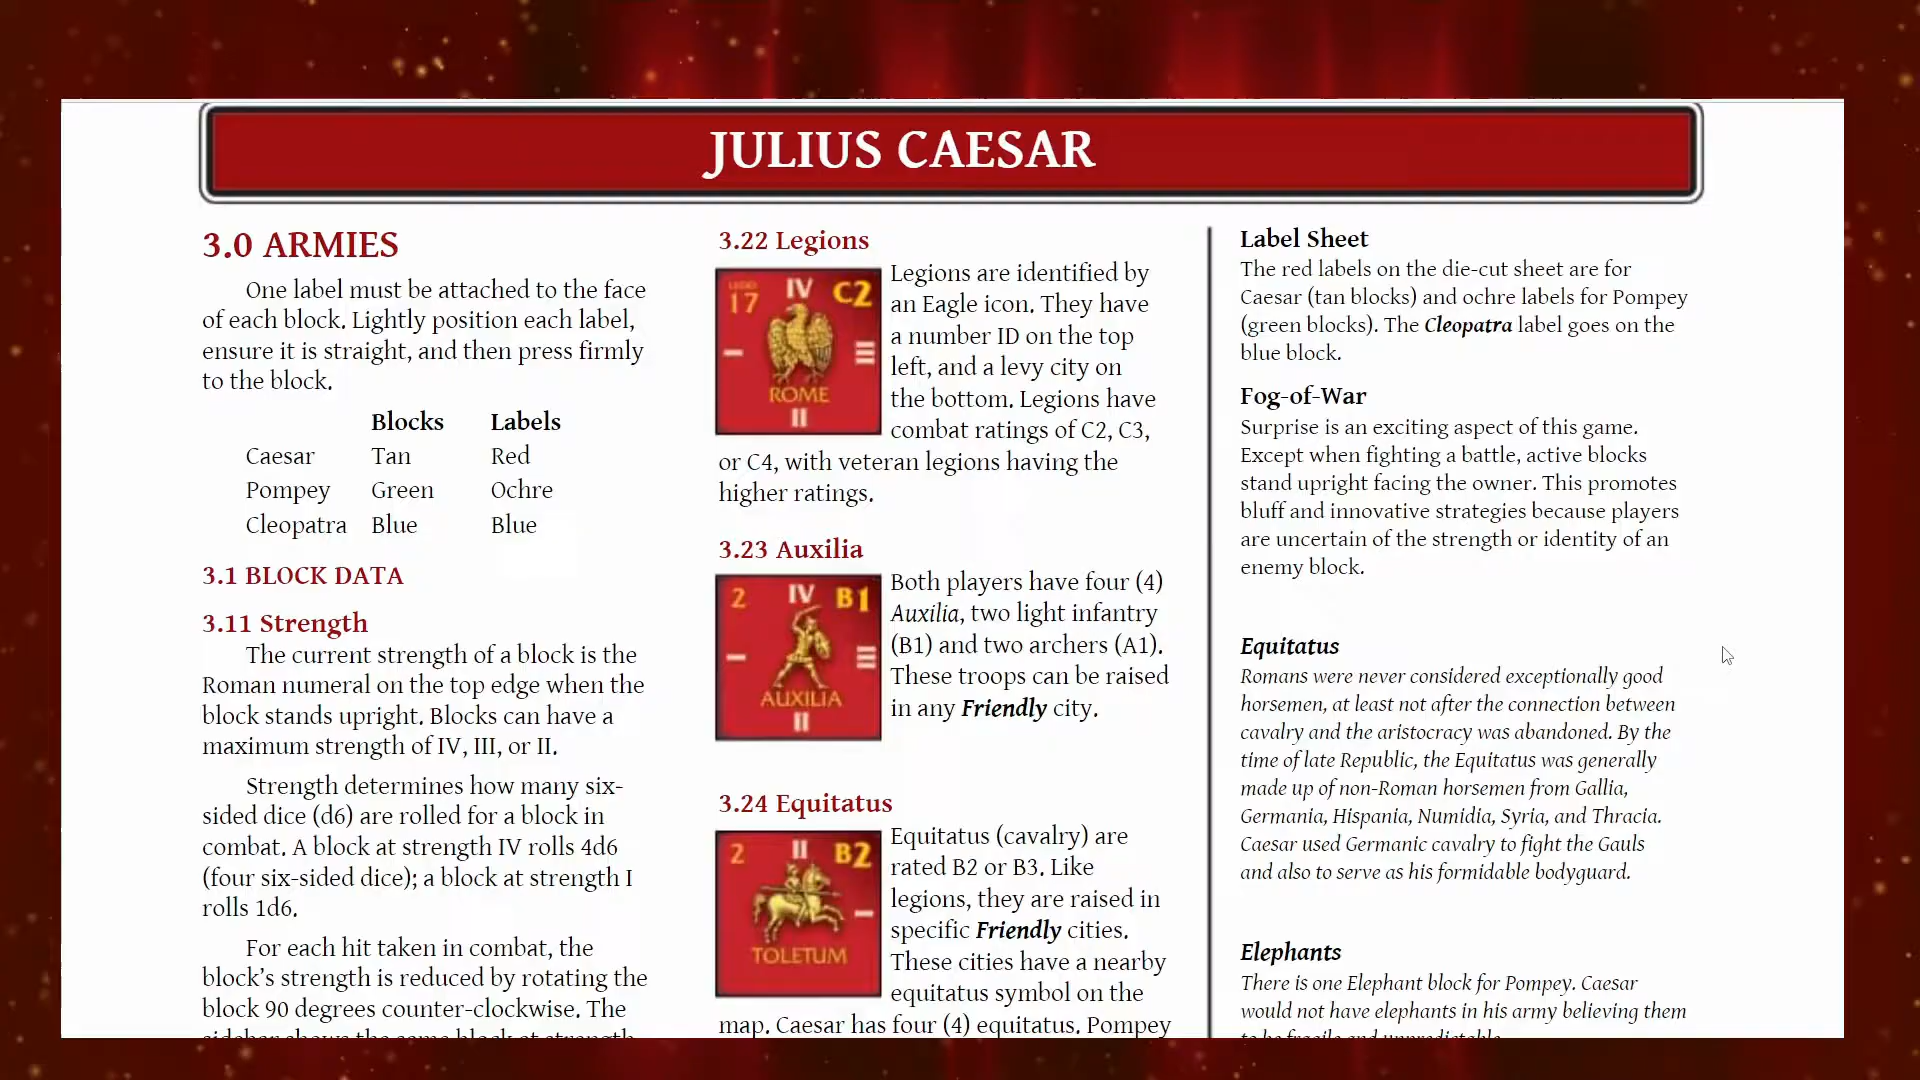 JULIUS CAESAR
3.0 ARMIES
One label must be attached to the face
of each block. Lightly position each label,
ensure it is straight, and then press firmly
to the block.
Blocks Labels
Caesar Tan Red
Pompey Green Ochre
Cleopatra Blue Blue
3.1 BLOCK DATA
3.11 Strength
The current strength of a block is the
Roman numeral on the top edge when the
block stands upright. Blocks can have a
maximum strength of IV, III, or II.
Strength determines how many six-
sided dice (d6) are rolled for a block in
combat. A block at strength IV rolls 4d6
(four six-sided dice); a block at strength I
rolls 1d6.
For each hit taken in combat, the
block's strength is reduced by rotating the
block 90 degrees counter-clockwise. The
sidebar shows the same block at strength
3.22 Legions
LEGIO
17 IV C2
ROME
II
Legions are identified by
an Eagle icon. They have
a number ID on the top
left, and a levy city on
the bottom. Legions have
combat ratings of C2, C3,
or C4, with veteran legions having the
higher ratings.
3.23 Auxilia
2 IV B1
AUXILIA
II
Both players have four (4)
Auxilia, two light infantry
(B1) and two archers (A1).
These troops can be raised
in any Friendly city.
3.24 Equitatus
2 II B2
TOLETUM
Equitatus (cavalry) are
rated B2 or B3. Like
legions, they are raised in
specific Friendly cities.
These cities have a nearby
equitatus symbol on the
map. Caesar has four (4) equitatus. Pompey
Label Sheet
The red labels on the die-cut sheet are for
Caesar (tan blocks) and ochre labels for Pompey
(green blocks). The Cleopatra label goes on the
blue block.
Fog-of-War
Surprise is an exciting aspect of this game.
Except when fighting a battle, active blocks
stand upright facing the owner. This promotes
bluff and innovative strategies because players
are uncertain of the strength or identity of an
enemy block.
Equitatus
Romans were never considered exceptionally good
horsemen, at least not after the connection between
cavalry and the aristocracy was abandoned. By the
time of late Republic, the Equitatus was generally
made up of non-Roman horsemen from Gallia,
Germania, Hispania, Numidia, Syria, and Thracia.
Caesar used Germanic cavalry to fight the Gauls
and also to serve as his formidable bodyguard.
Elephants
There is one Elephant block for Pompey. Caesar
would not have elephants in his army believing them
to be fragile and unpredictable.